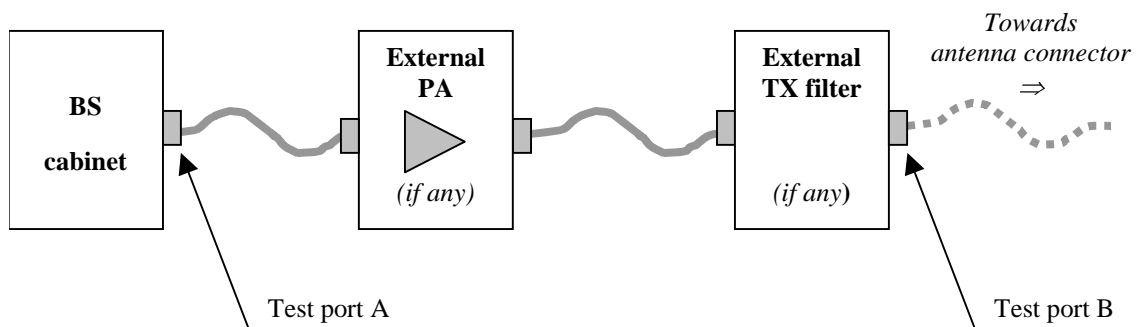 BS
cabinet
External
PA
(if any)
External
TX filter
(if any)
Towards
antenna connector
⇒
Test port A
Test port B